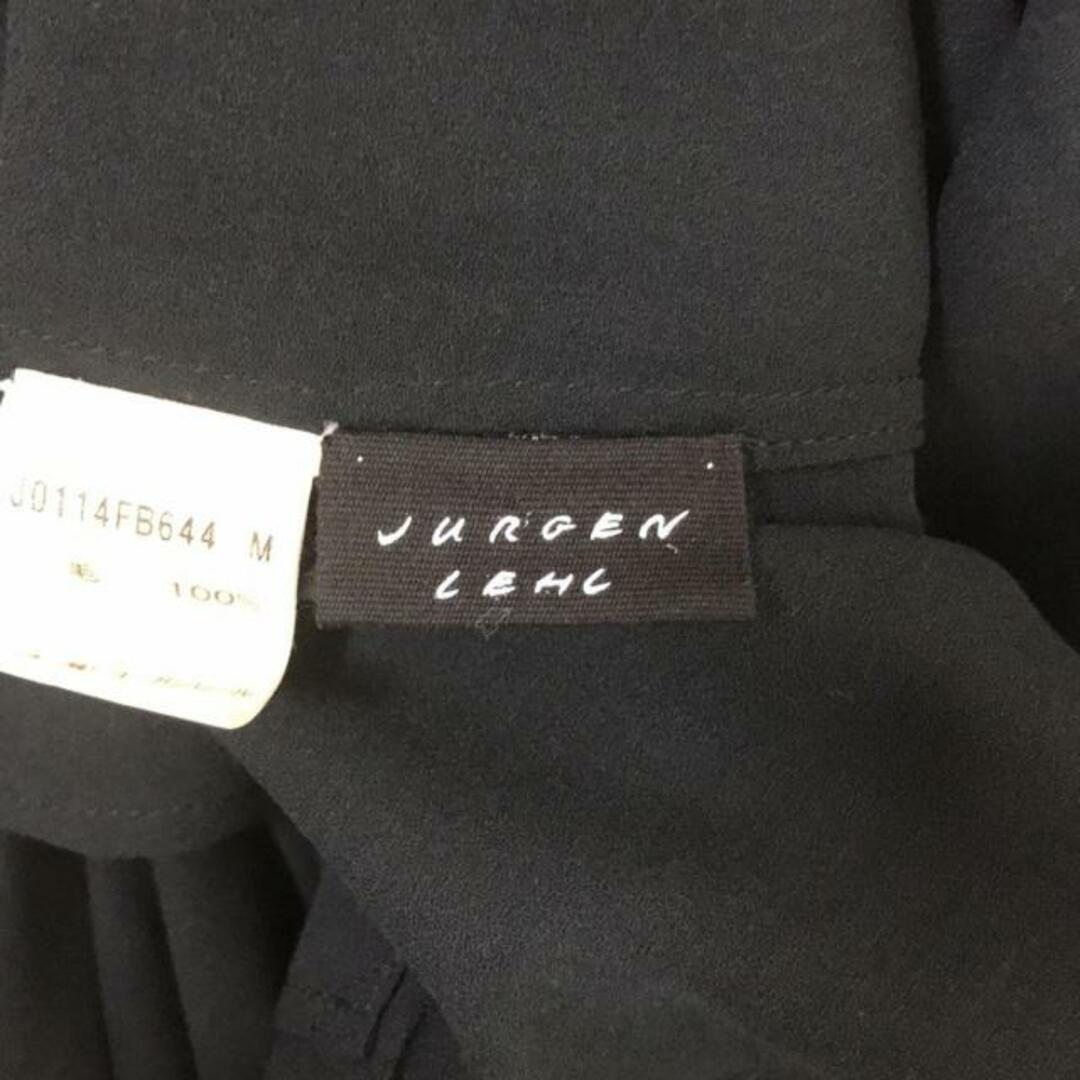 J0114FB644 M
毛 100%
JURGEN
LEHL